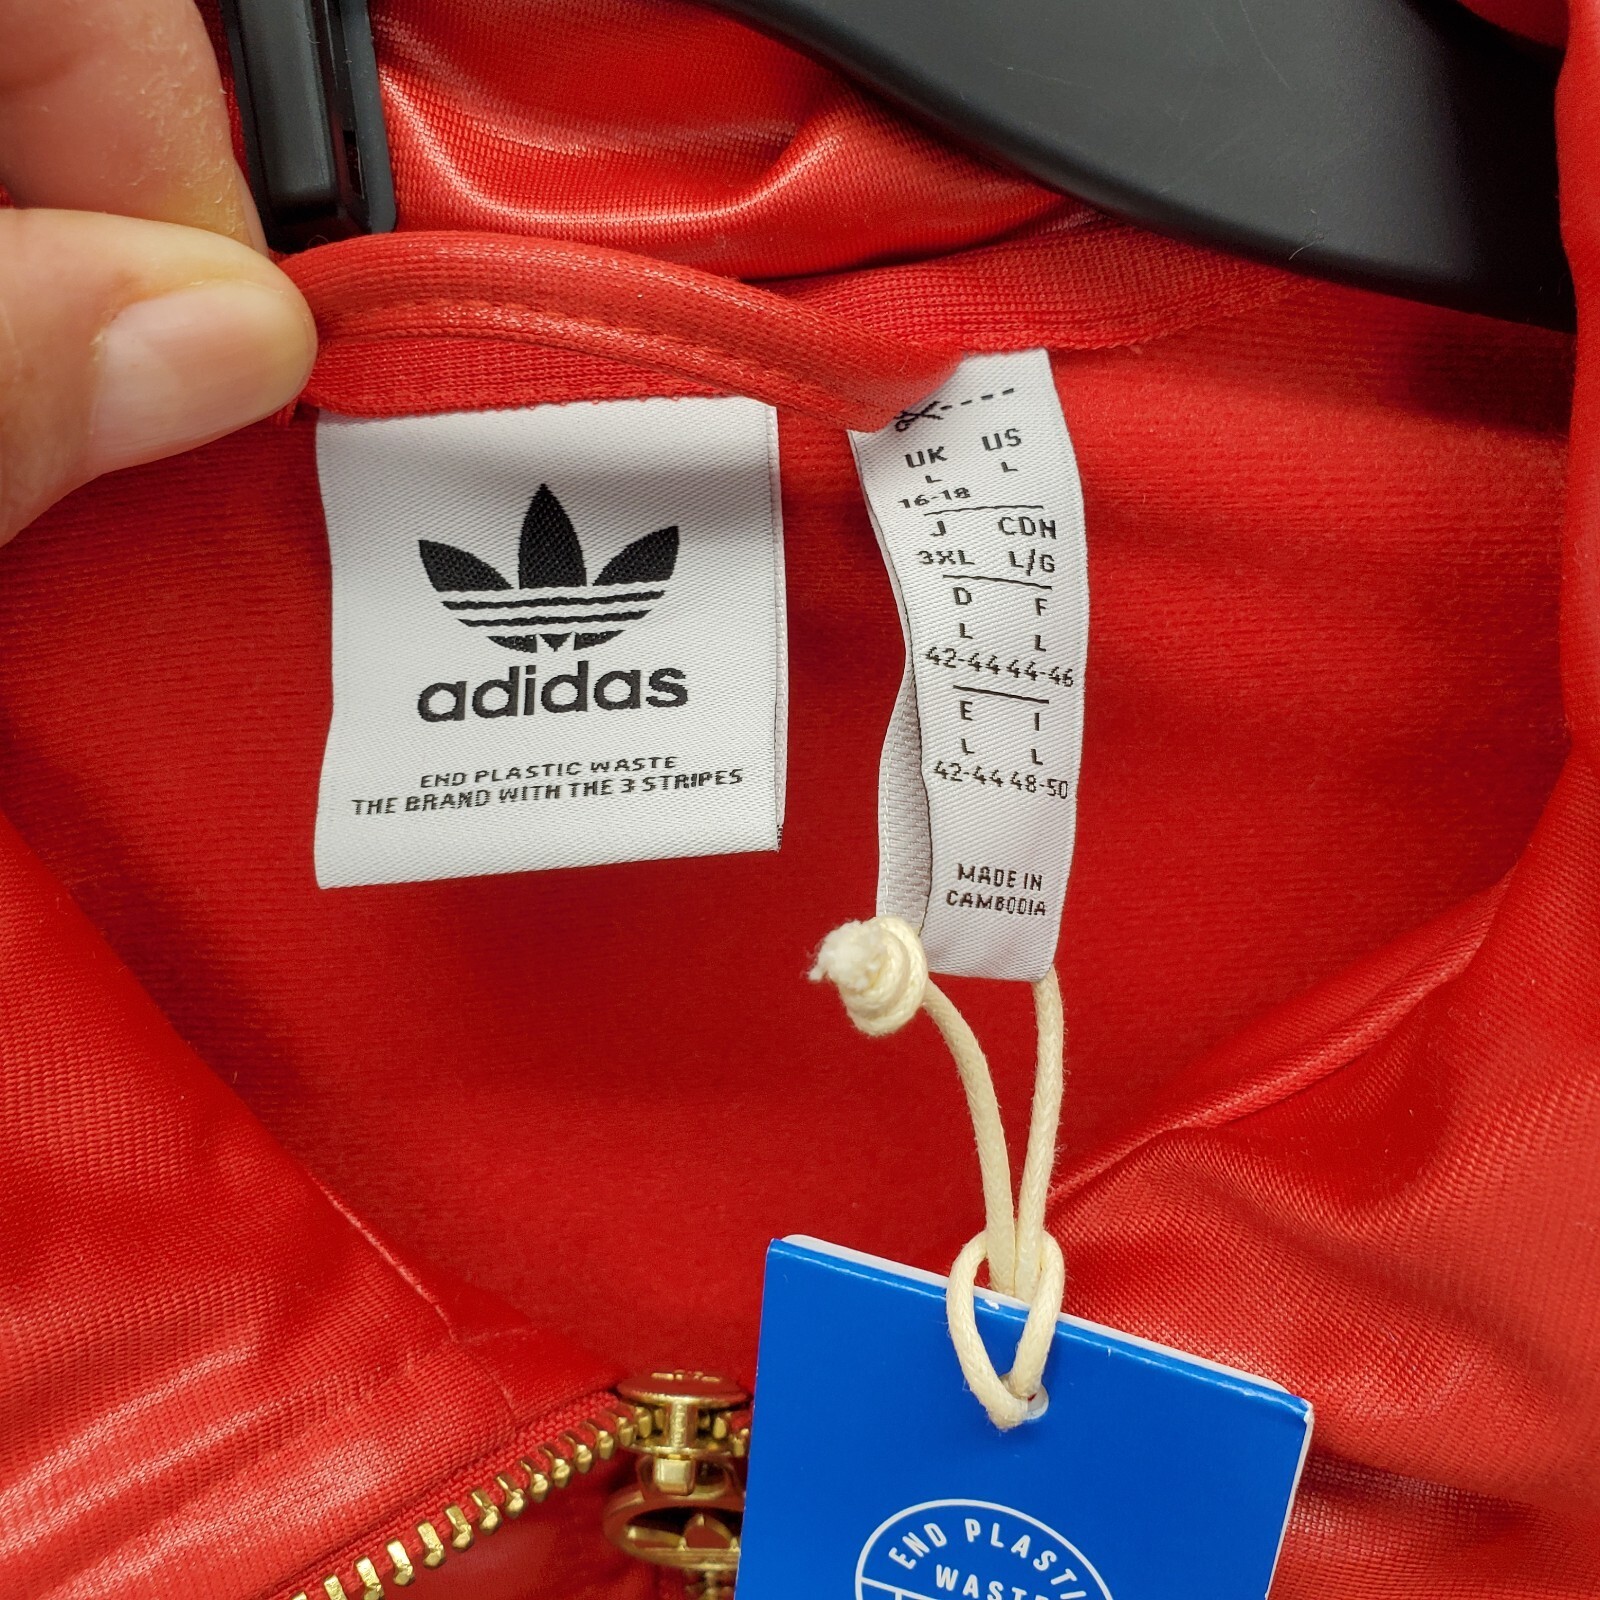 adidas
END PLASTIC WASTE
THE BRAND WITH THE 3 STRIPES
UK US
L L
16-18
J CDN
3XL L/G
D F
L L
42-44 44-46
E I
L L
42-44 48-50
MADE IN
CAMBODIA
END PLASTI
WASTE